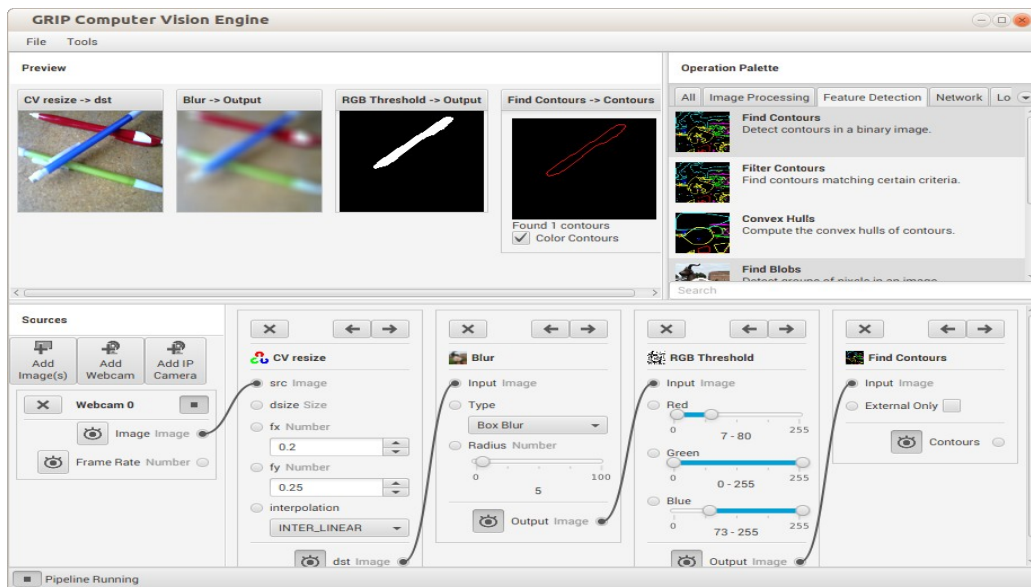 GRIP Computer Vision Engine
File Tools
Preview
CV resize -> dst
Blur -> Output
RGB Threshold -> Output
Find Contours -> Contours
Found 1 contours
Color Contours
Operation Palette
All Image Processing Feature Detection Network Lo
Find Contours
Detect contours in a binary image.
Filter Contours
Find contours matching certain criteria.
Convex Hulls
Compute the convex hulls of contours.
Find Blobs
Detect groups of pixels in an image.
Search
Sources
Add Image(s)
Add Webcam
Add IP Camera
Webcam 0
Image Image
Frame Rate Number
CV resize
src Image
dsize Size
fx Number
0.2
fy Number
0.25
interpolation
INTER_LINEAR
dst Image
Blur
Input Image
Type
Box Blur
Radius Number
0 100
5
Output Image
RGB Threshold
Input Image
Red
0 255
7 - 80
Green
0 255
0 - 255
Blue
0 255
73 - 255
Output Image
Find Contours
Input Image
External Only
Contours
Pipeline Running